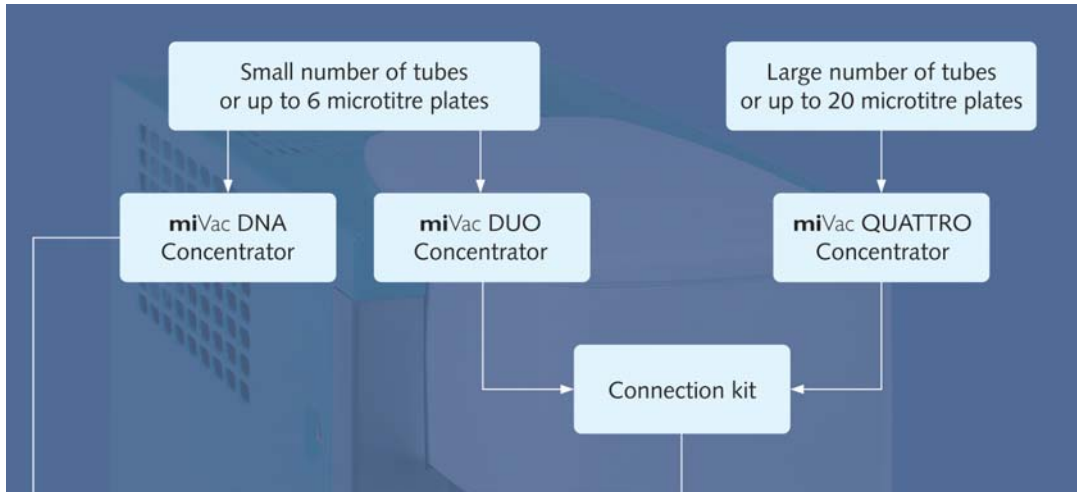 Small number of tubes
or up to 6 microtitre plates
Large number of tubes
or up to 20 microtitre plates
miVac DNA
Concentrator
miVac DUO
Concentrator
miVac QUATTRO
Concentrator
Connection kit